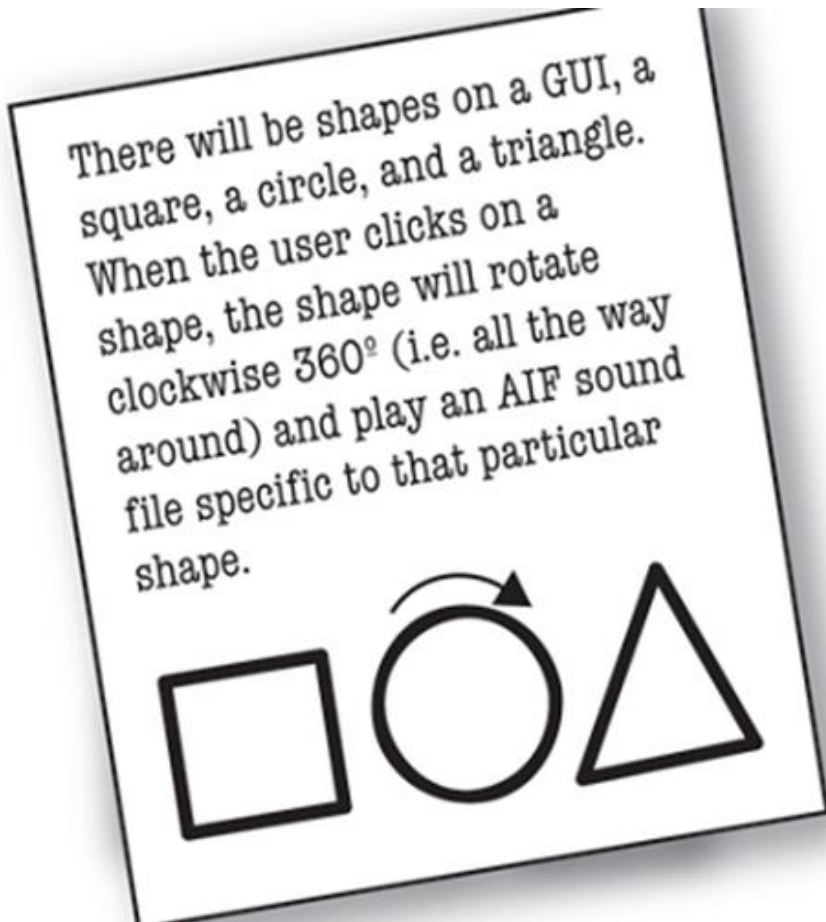 There will be shapes on a GUI, a
square, a circle, and a triangle.
When the user clicks on a
shape, the shape will rotate
clockwise 360º (i.e. all the way
around) and play an AIF sound
file specific to that particular
shape.